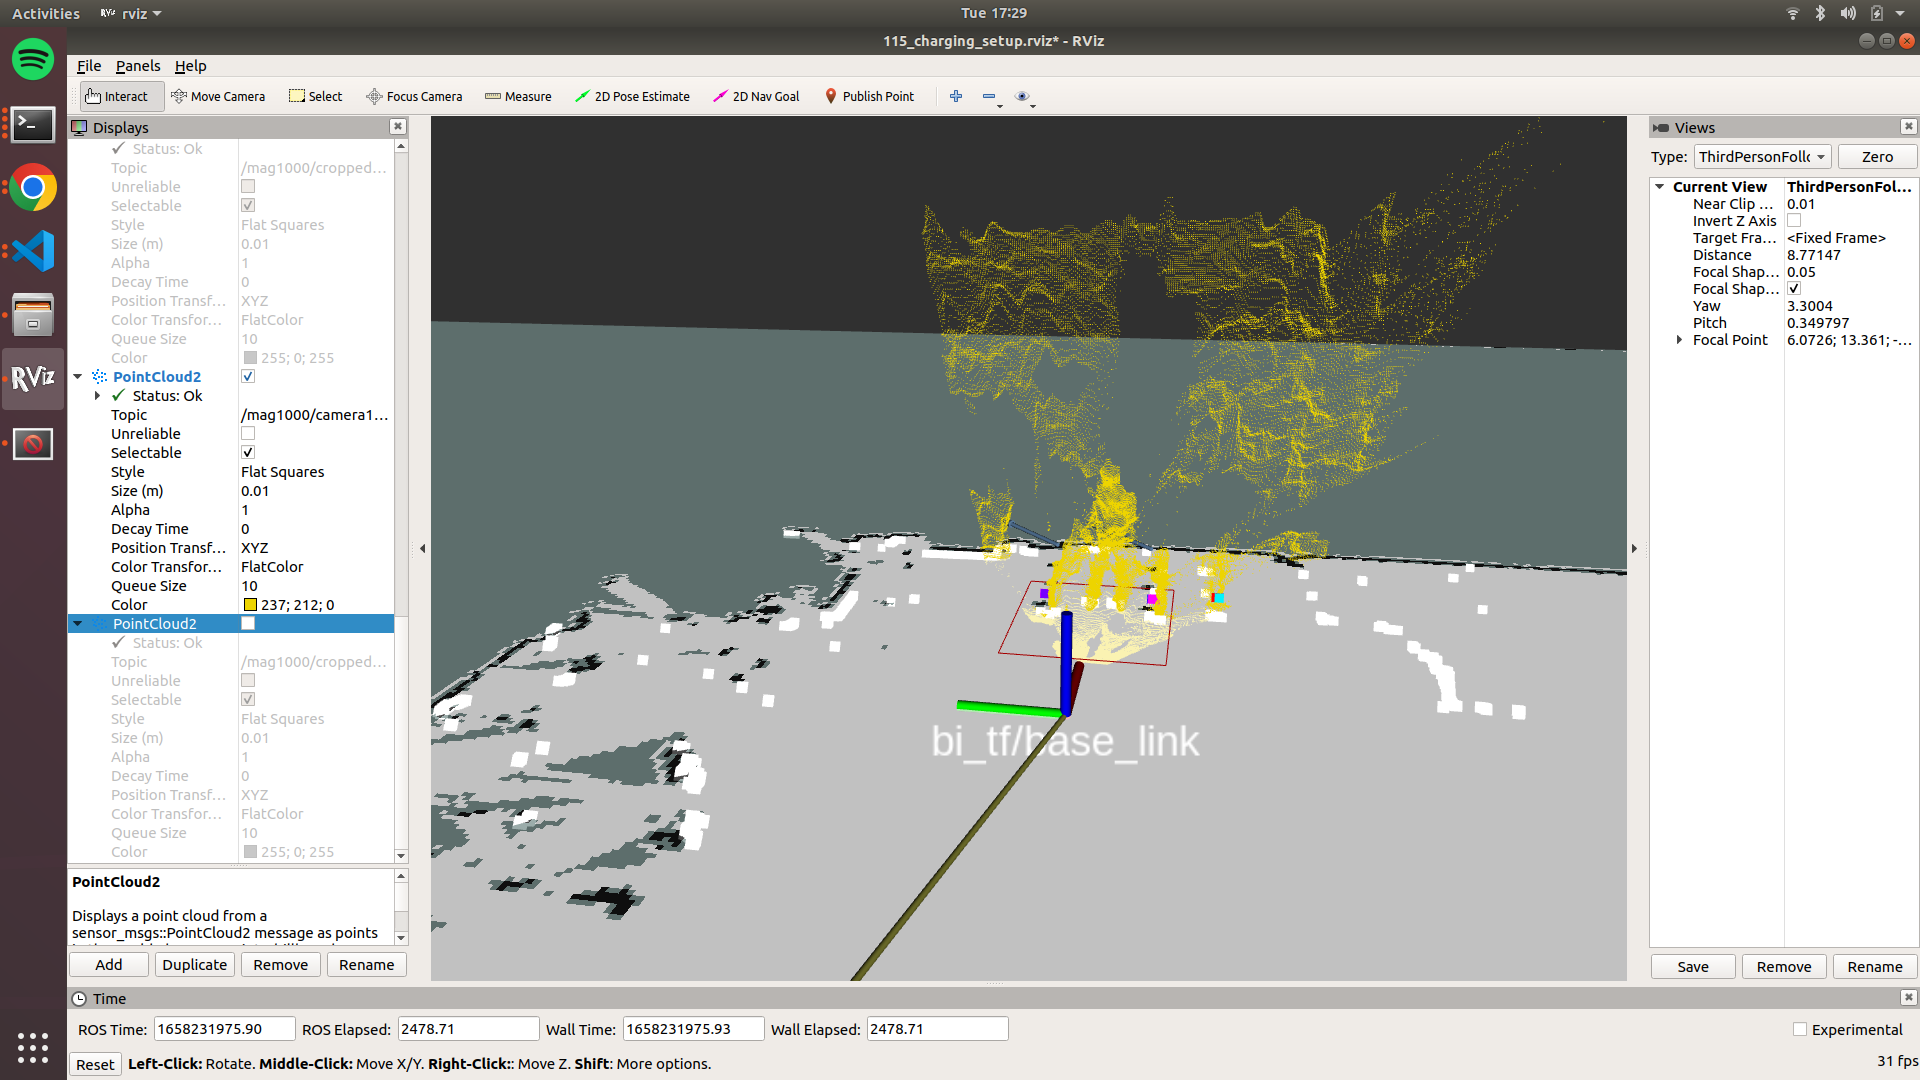 Activities
rviz
Tue 17:29
115_charging_setup.rviz* - RViz
File Panels Help
Interact Move Camera Select Focus Camera Measure 2D Pose Estimate 2D Nav Goal Publish Point
Displays
Status: Ok
Topic /mag1000/cropped...
Unreliable
Selectable
Style Flat Squares
Size (m) 0.01
Alpha 1
Decay Time 0
Position Transf... XYZ
Color Transfor... FlatColor
Queue Size 10
Color 255; 0; 255
PointCloud2
Status: Ok
Topic /mag1000/camera1...
Unreliable
Selectable
Style Flat Squares
Size (m) 0.01
Alpha 1
Decay Time 0
Position Transf... XYZ
Color Transfor... FlatColor
Queue Size 10
Color 237; 212; 0
PointCloud2
Status: Ok
Topic /mag1000/cropped...
Unreliable
Selectable
Style Flat Squares
Size (m) 0.01
Alpha 1
Decay Time 0
Position Transf... XYZ
Color Transfor... FlatColor
Queue Size 10
Color 255; 0; 255
PointCloud2
Displays a point cloud from a
sensor_msgs::PointCloud2 message as points
Add Duplicate Remove Rename
bi_tf/base_link
Views
Type: ThirdPersonFoll Zero
Current View ThirdPersonFol...
Near Clip ... 0.01
Invert Z Axis
Target Fra... <Fixed Frame>
Distance 8.77147
Focal Shap... 0.05
Focal Shap...
Yaw 3.3004
Pitch 0.349797
Focal Point 6.0726; 13.361; -...
Save Remove Rename
Time
ROS Time: 1658231975.90 ROS Elapsed: 2478.71 Wall Time: 1658231975.93 Wall Elapsed: 2478.71
Experimental
Reset Left-Click: Rotate. Middle-Click: Move X/Y. Right-Click:: Move Z. Shift: More options.
31 fps
RViz